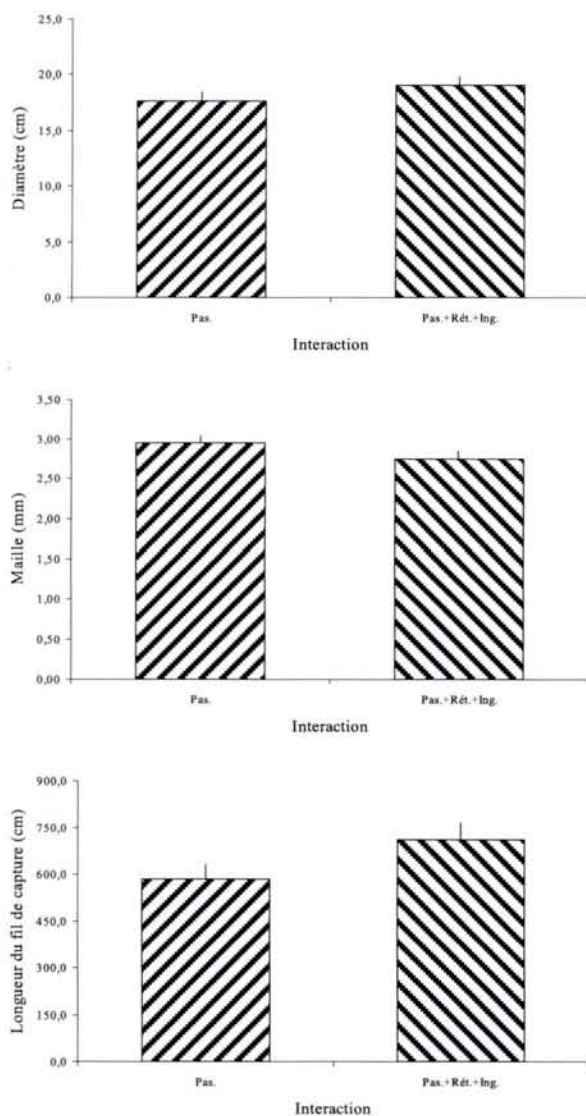 Diamètre (cm)
25,0
20,0
15,0
10,0
5,0
0,0
Pas.
Pas.+Rét.+Ing.
Interaction
Maille (mm)
3,50
3,00
2,50
2,00
1,50
1,00
0,50
0,00
Pas.
Pas.+Rét.+Ing.
Interaction
Longueur du fil de capture (cm)
900,0
750,0
600,0
450,0
300,0
150,0
0,0
Pas.
Pas.+Rét.+Ing.
Interaction